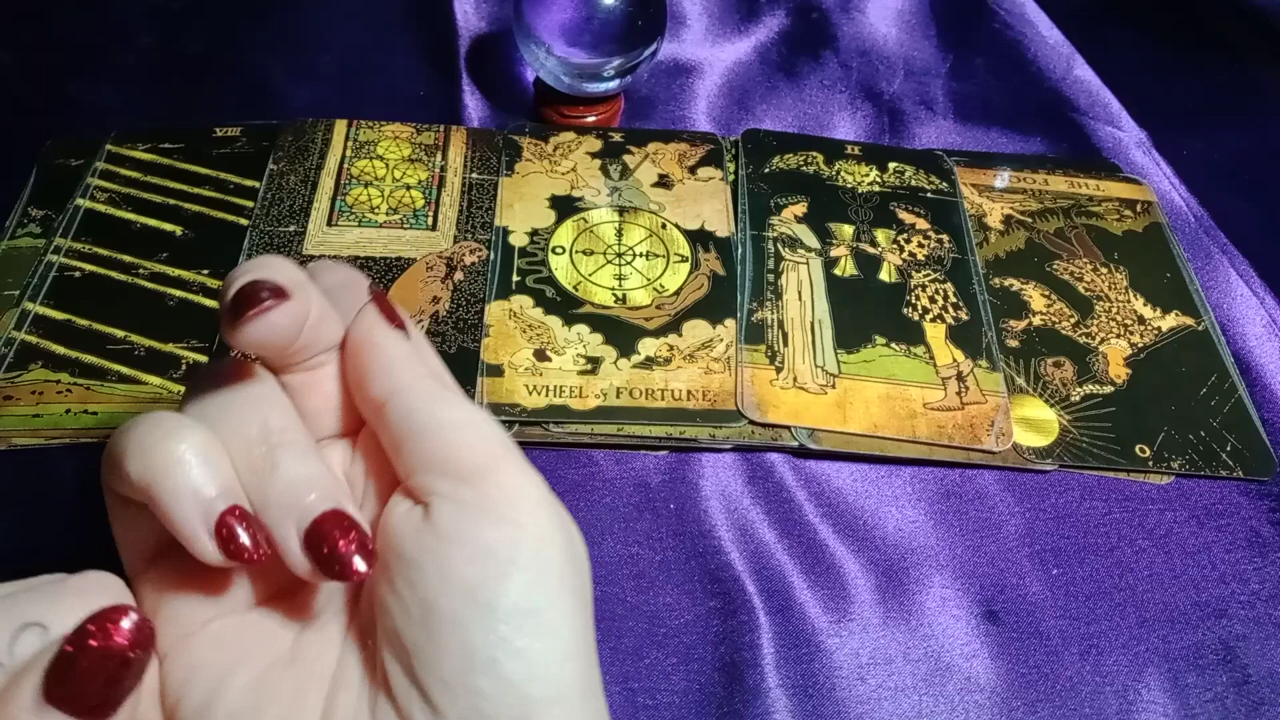 VIII
X
WHEEL of FORTUNE.
II
THE FOOL
0